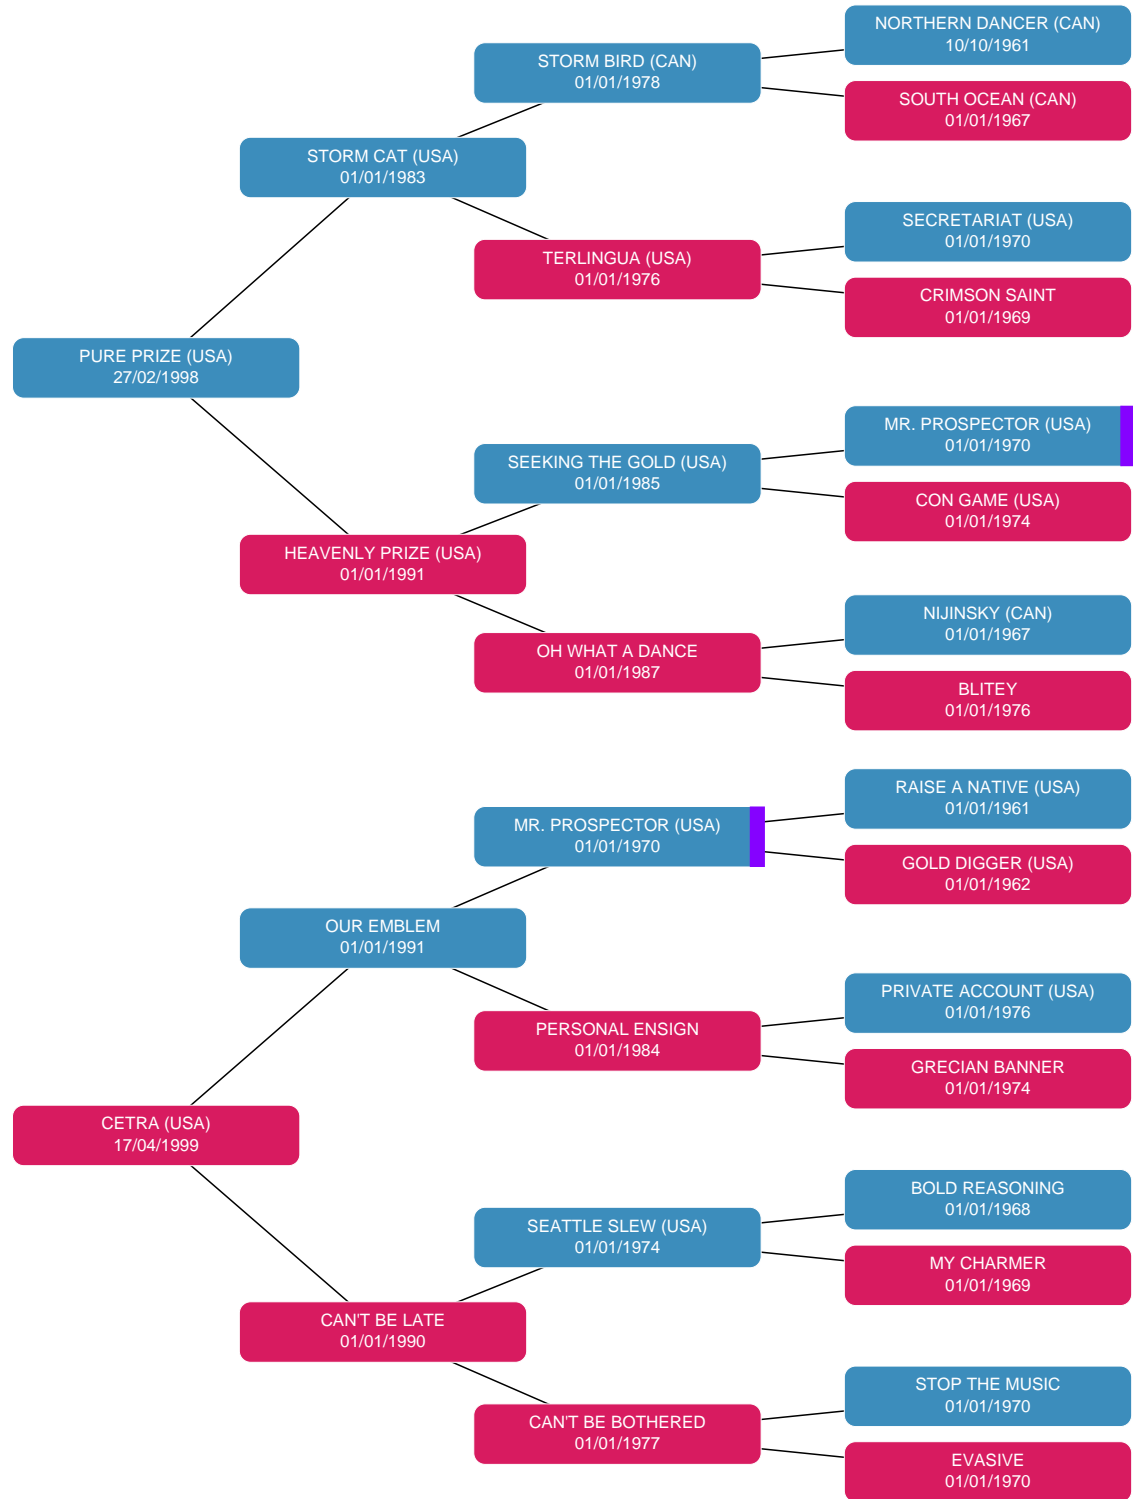 NORTHERN DANCER (CAN)
10/10/1961
STORM BIRD (CAN)
01/01/1978
SOUTH OCEAN (CAN)
01/01/1967
STORM CAT (USA)
01/01/1983
SECRETARIAT (USA)
01/01/1970
TERLINGUA (USA)
01/01/1976
CRIMSON SAINT
01/01/1969
PURE PRIZE (USA)
27/02/1998
MR. PROSPECTOR (USA)
01/01/1970
SEEKING THE GOLD (USA)
01/01/1985
CON GAME (USA)
01/01/1974
HEAVENLY PRIZE (USA)
01/01/1991
NIJINSKY (CAN)
01/01/1967
OH WHAT A DANCE
01/01/1987
BLITEY
01/01/1976
RAISE A NATIVE (USA)
01/01/1961
MR. PROSPECTOR (USA)
01/01/1970
GOLD DIGGER (USA)
01/01/1962
OUR EMBLEM
01/01/1991
PRIVATE ACCOUNT (USA)
01/01/1976
PERSONAL ENSIGN
01/01/1984
GRECIAN BANNER
01/01/1974
CETRA (USA)
17/04/1999
BOLD REASONING
01/01/1968
SEATTLE SLEW (USA)
01/01/1974
MY CHARMER
01/01/1969
CAN'T BE LATE
01/01/1990
STOP THE MUSIC
01/01/1970
CAN'T BE BOTHERED
01/01/1977
EVASIVE
01/01/1970